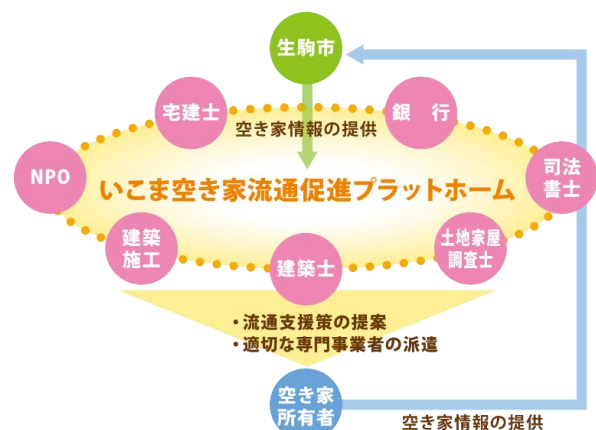 生駒市
宅建士
空き家情報の提供
銀　行
NPO
いこま空き家流通促進プラットホーム
司法
書士
建築
施工
建築士
土地家屋
調査士
・流通支援策の提案
・適切な専門事業者の派遣
空き家
所有者
空き家情報の提供